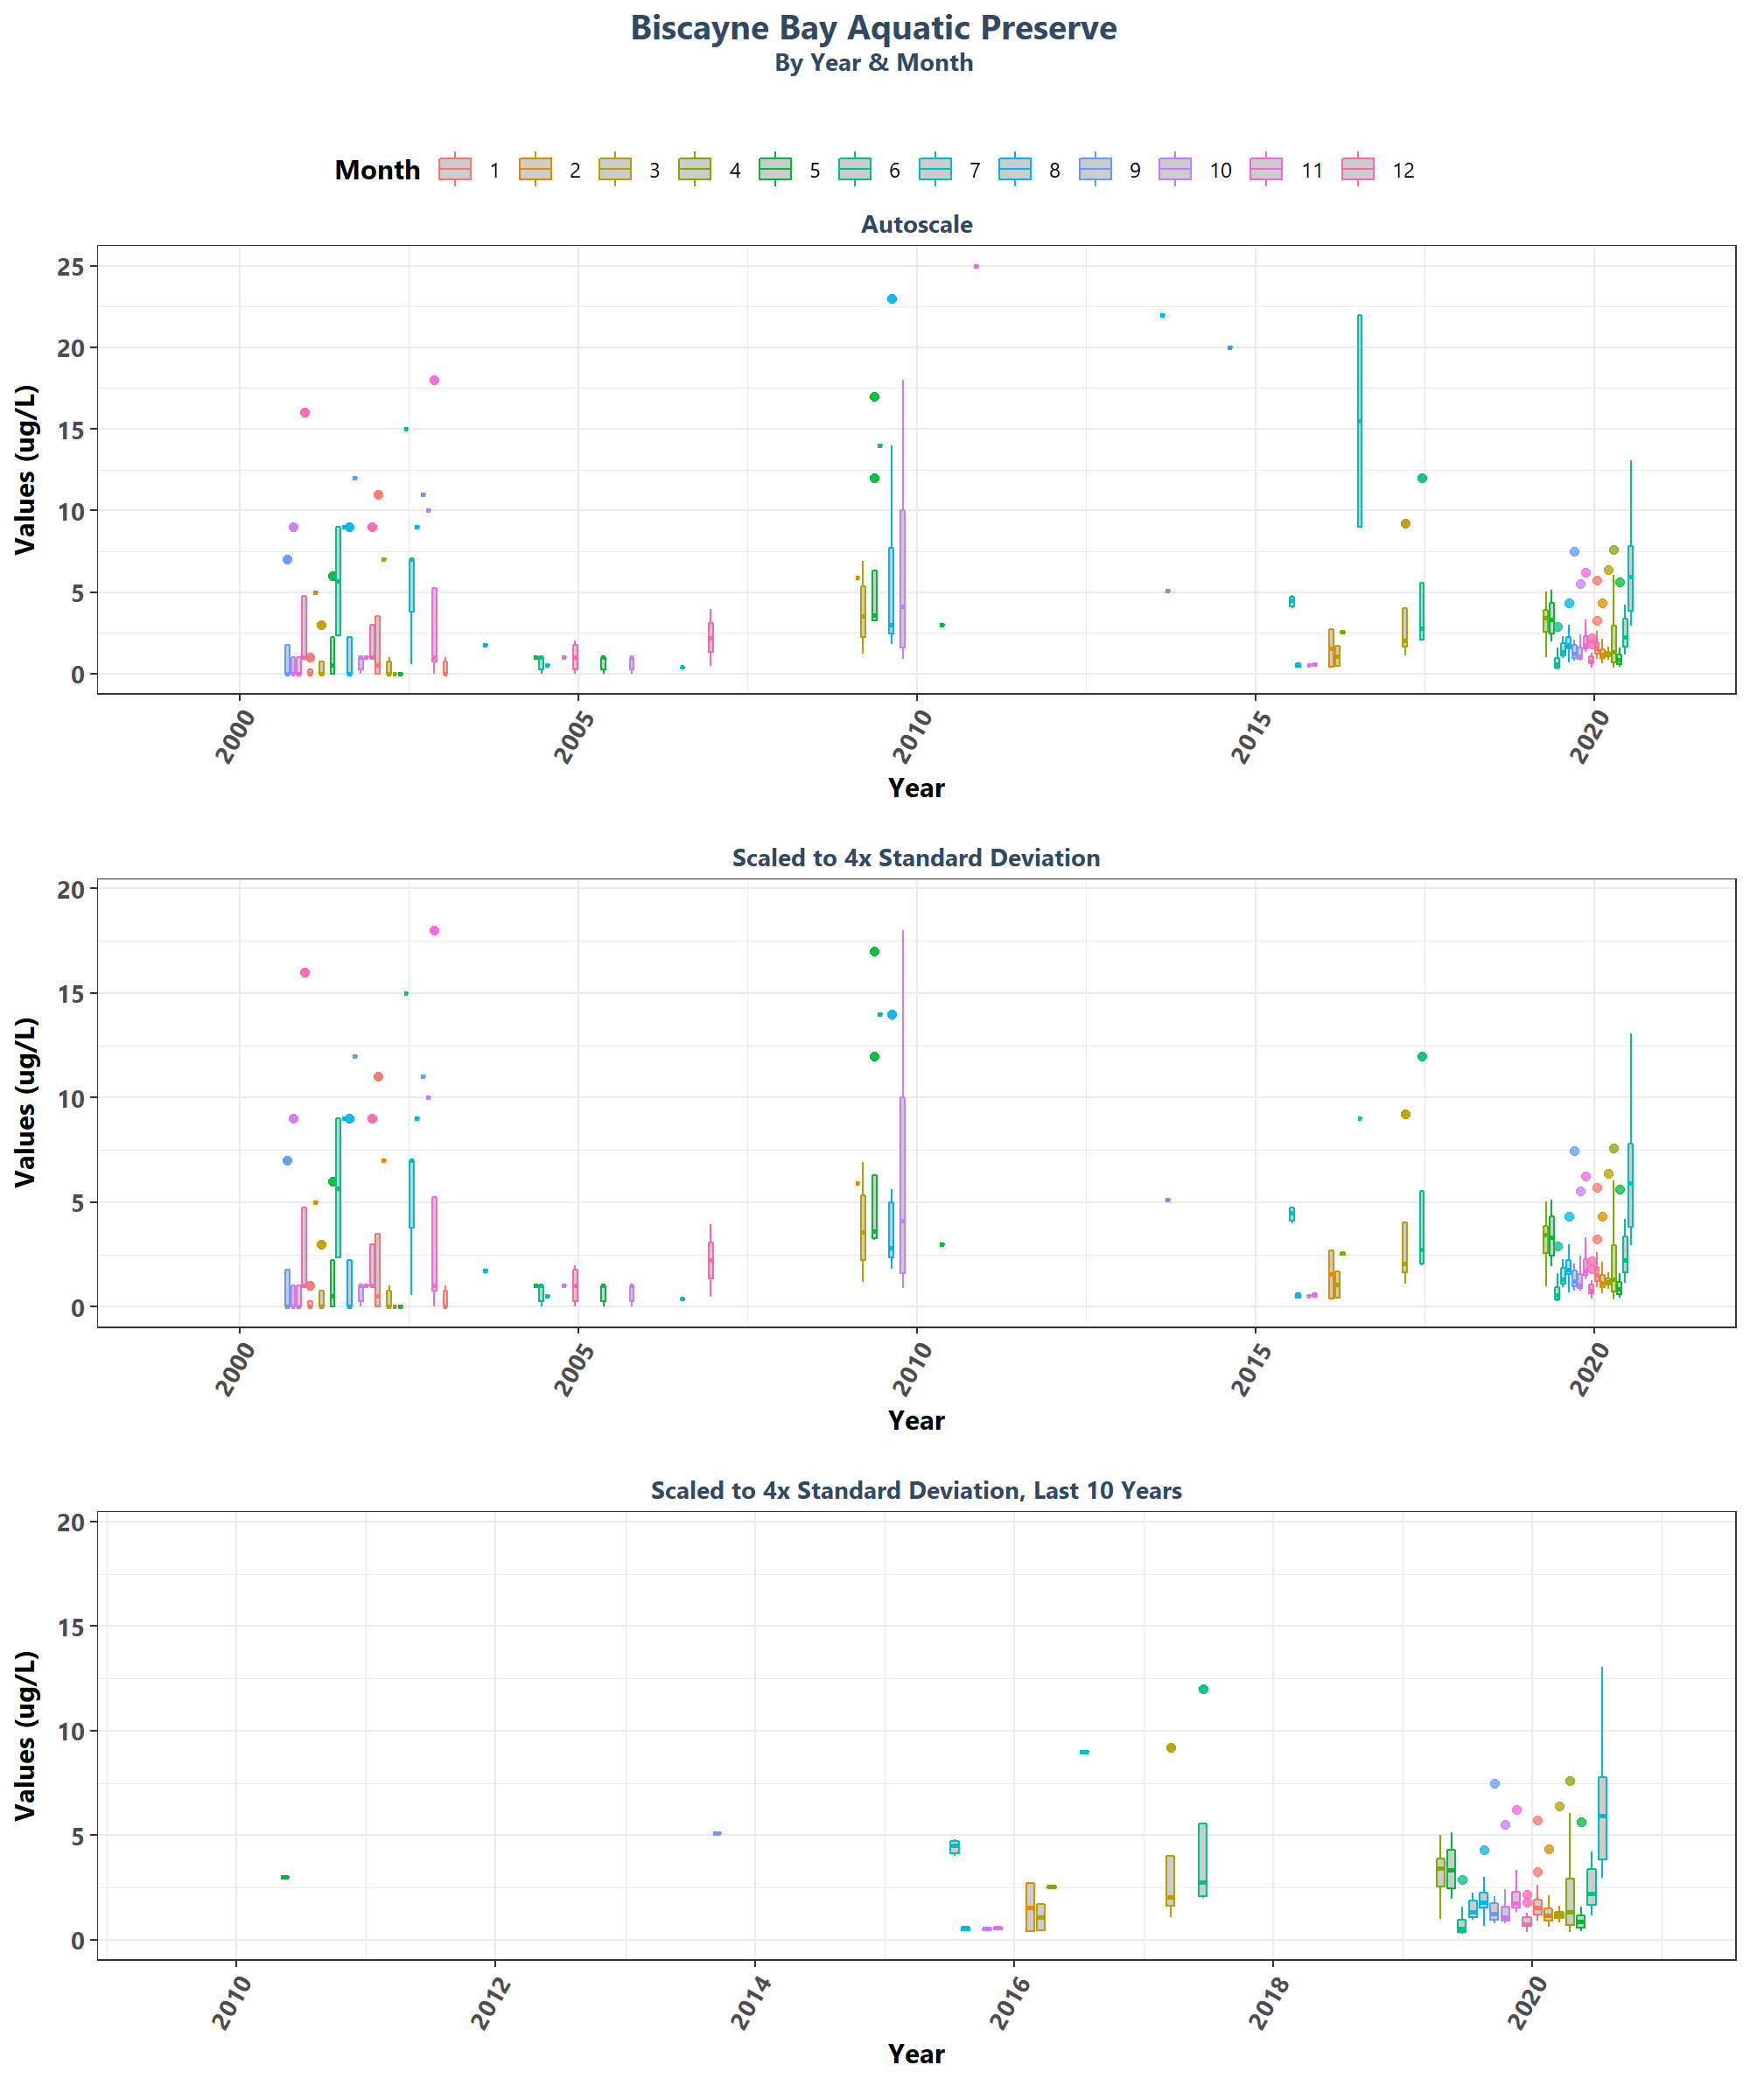 Biscayne Bay Aquatic Preserve
By Year & Month
Month 1 2 3 4 5 6 7 8 9 10 11 12
Autoscale
25
20
15
10
5
0
Values (ug/L)
2000 2005 2010 2015 2020
Year
Scaled to 4x Standard Deviation
20
15
10
5
0
Values (ug/L)
2000 2005 2010 2015 2020
Year
Scaled to 4x Standard Deviation, Last 10 Years
20
15
10
5
0
Values (ug/L)
2010 2012 2014 2016 2018 2020
Year